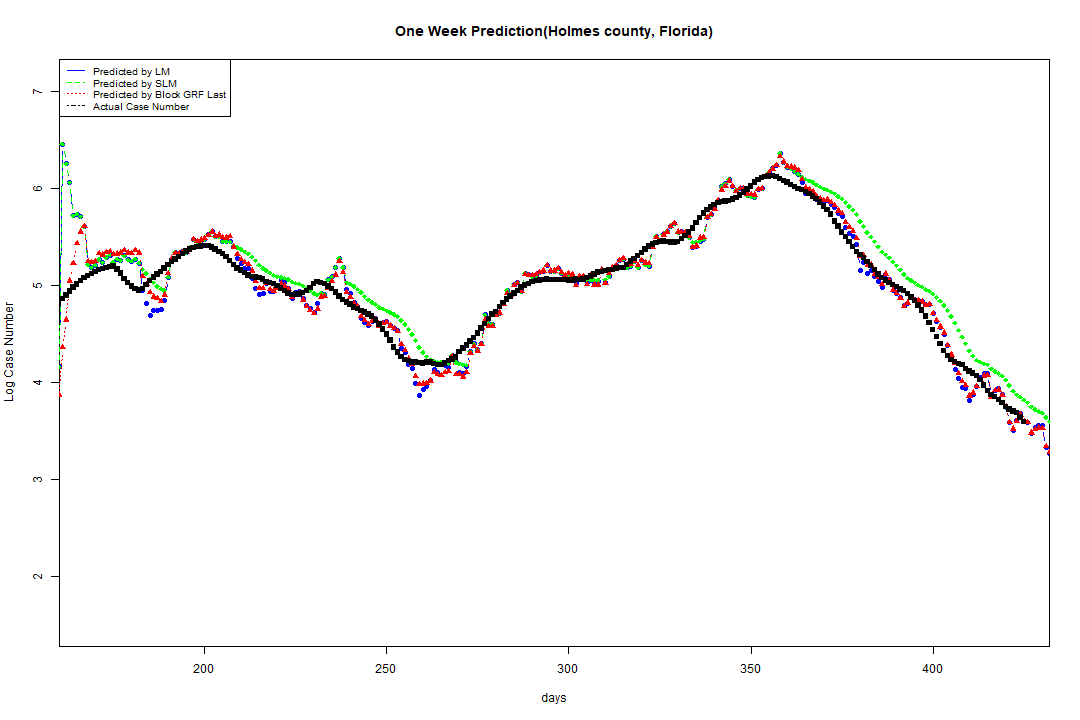 One Week Prediction(Holmes county, Florida)
Predicted by LM
Predicted by SLM
Predicted by Block GRF Last
Actual Case Number
7
6
5
4
3
2
Log Case Number
200 250 300 350 400
days